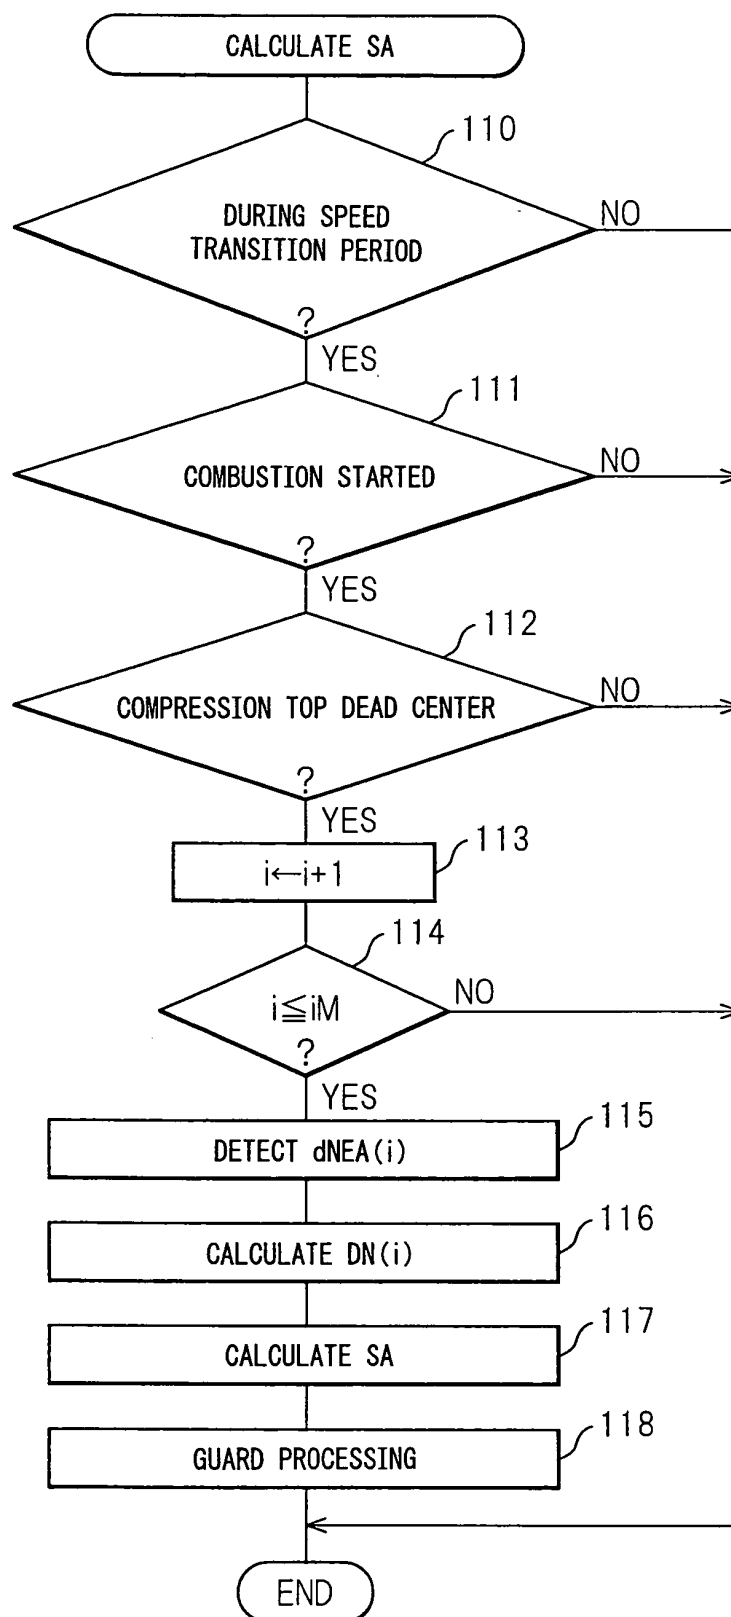 CALCULATE SA
110
DURING SPEED
TRANSITION PERIOD
?
NO
YES
111
COMBUSTION STARTED
?
NO
YES
112
COMPRESSION TOP DEAD CENTER
?
NO
YES
113
i←i+1
114
i≦iM
?
NO
YES
115
DETECT dNEA(i)
116
CALCULATE DN(i)
117
CALCULATE SA
118
GUARD PROCESSING
END